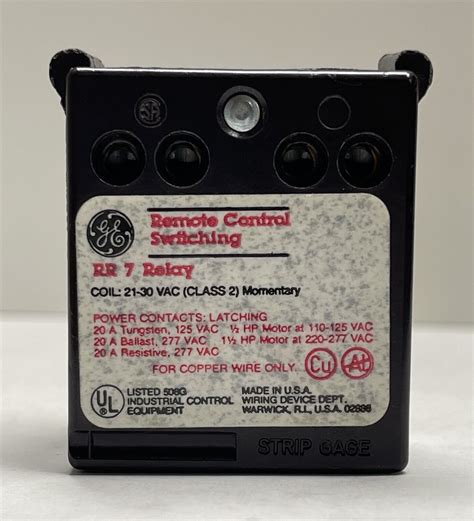 GE
Remote Control
Switching
RR 7 Relay
COIL: 21-30 VAC (CLASS 2) Momentary
POWER CONTACTS: LATCHING
20 A Tungsten, 125 VAC ½ HP Motor at 110-125 VAC
20 A Ballast, 277 VAC 1½ HP Motor at 220-277 VAC
20 A Resistive, 277 VAC
FOR COPPER WIRE ONLY Cu Al
UL LISTED 508G MADE IN U.S.A.
INDUSTRIAL CONTROL WIRING DEVICE DEPT.
EQUIPMENT WARWICK, R.I., U.S.A. 02886
STRIP GAGE